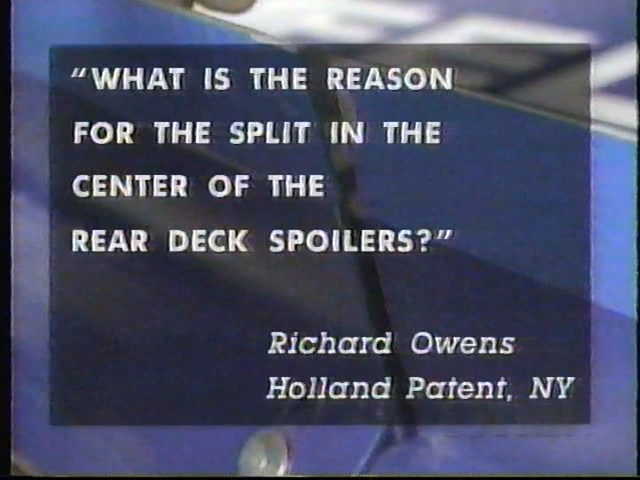 “WHAT IS THE REASON
FOR THE SPLIT IN THE
CENTER OF THE
REAR DECK SPOILERS?”
Richard Owens
Holland Patent, NY